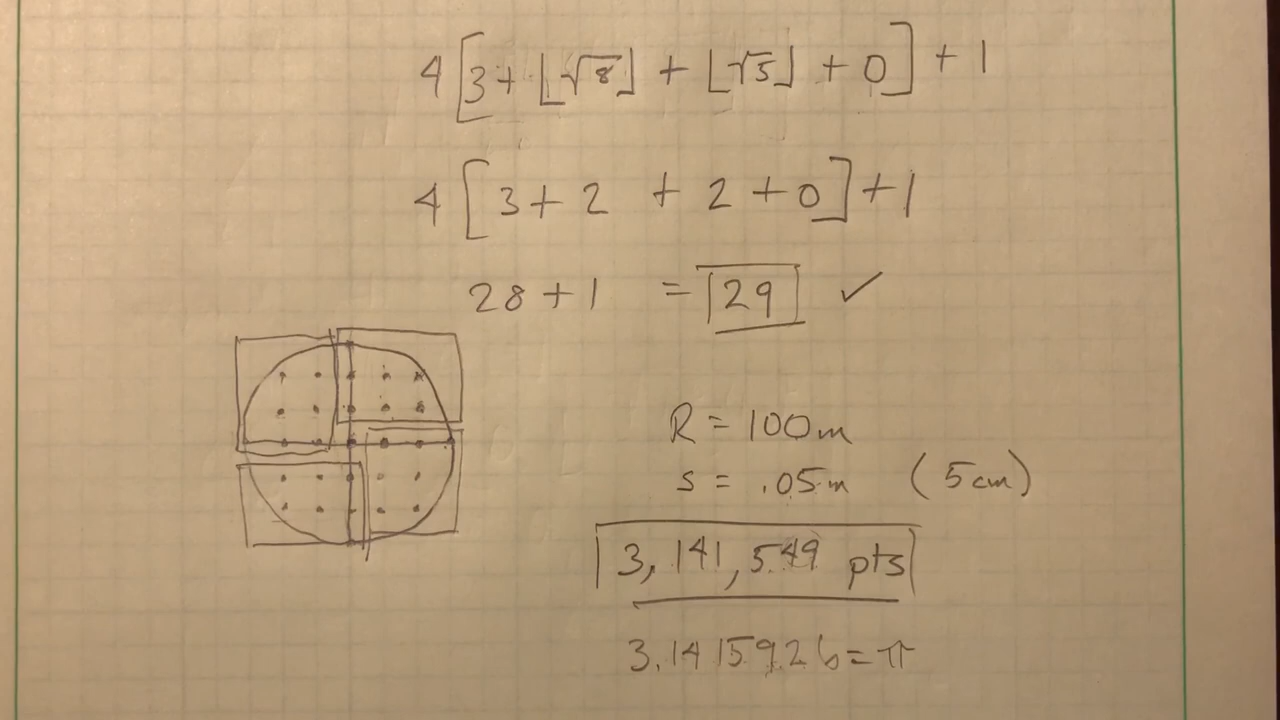 4[3+ ⌊√8⌋ + ⌊√5⌋ + 0] + 1
4[3+2 + 2+0]+1
28+1 = 29 ✓
R = 100m
s = .05m (5cm)
3,141,549 pts
3.1415926=π